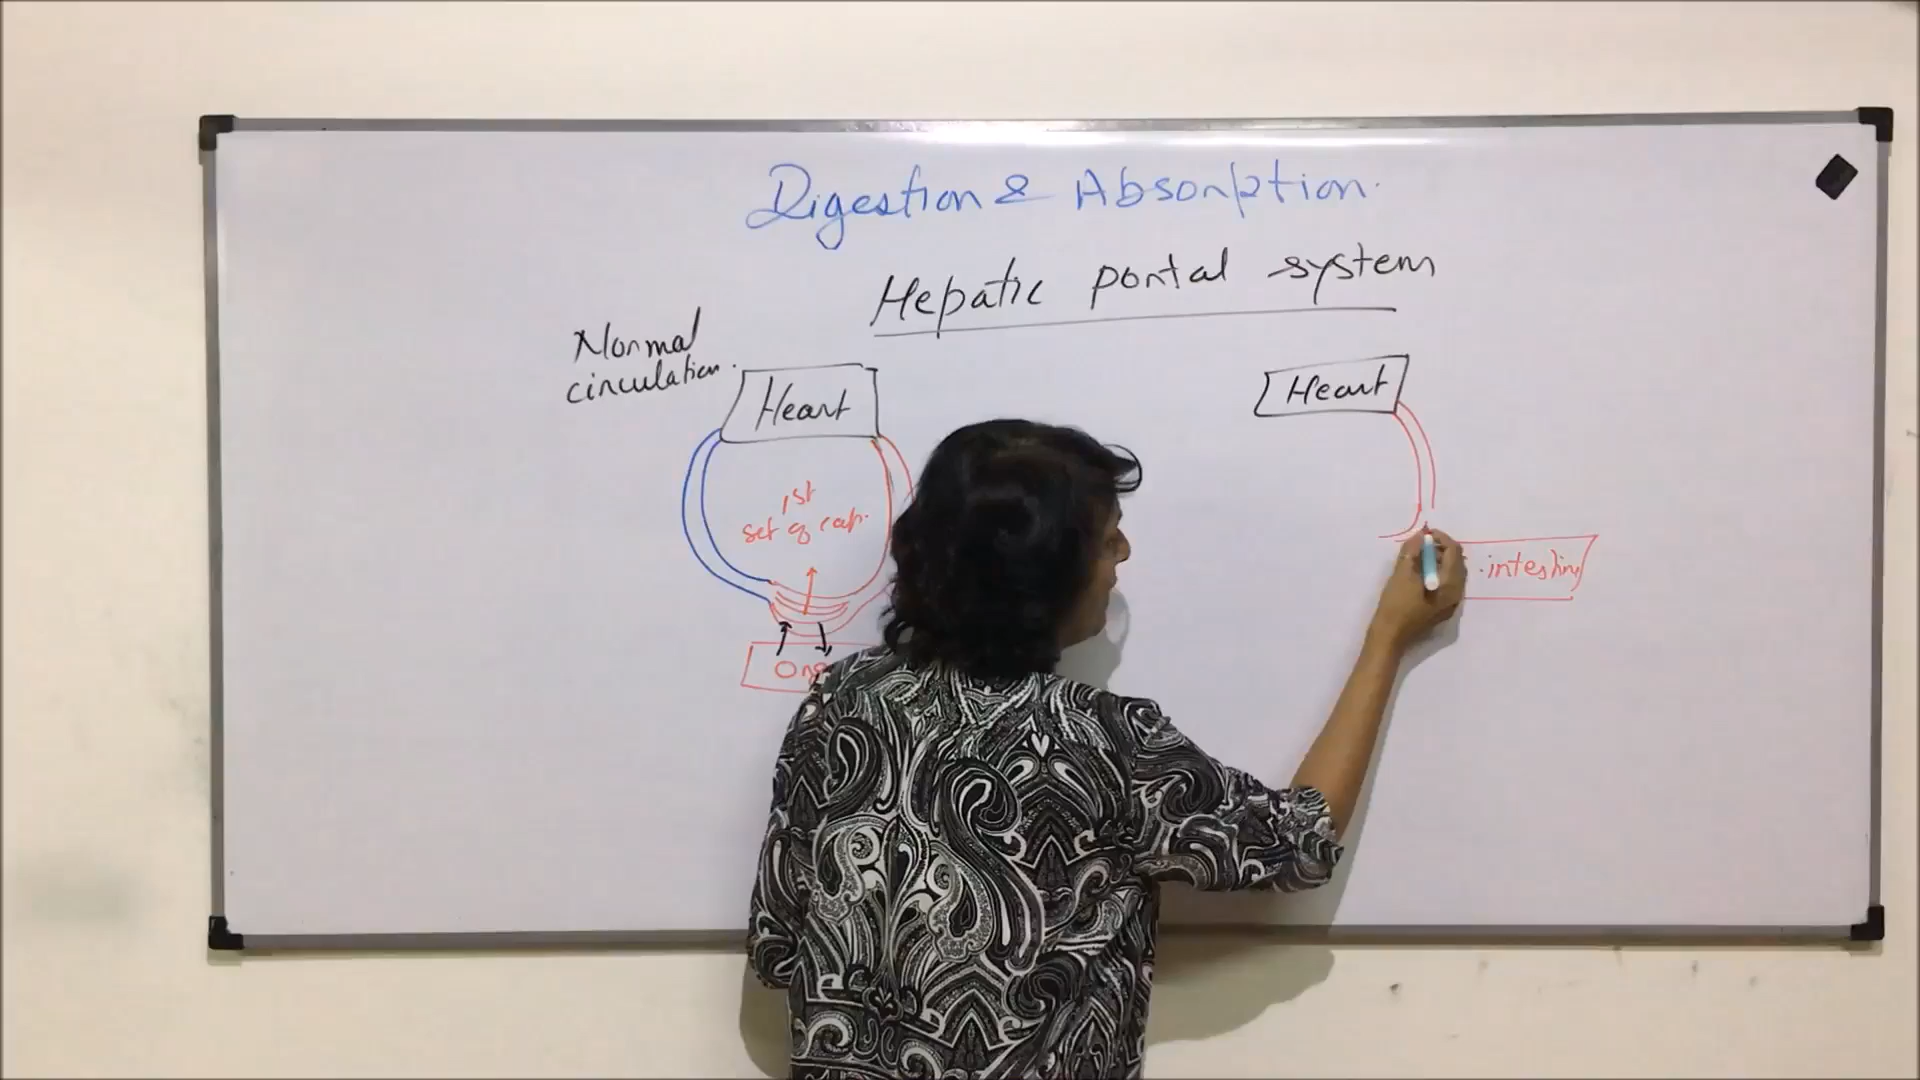 Digestion & Absorption.
Hepatic portal system
Normal
circulation.
Heart
Heart
1st
set of cap.
intestine